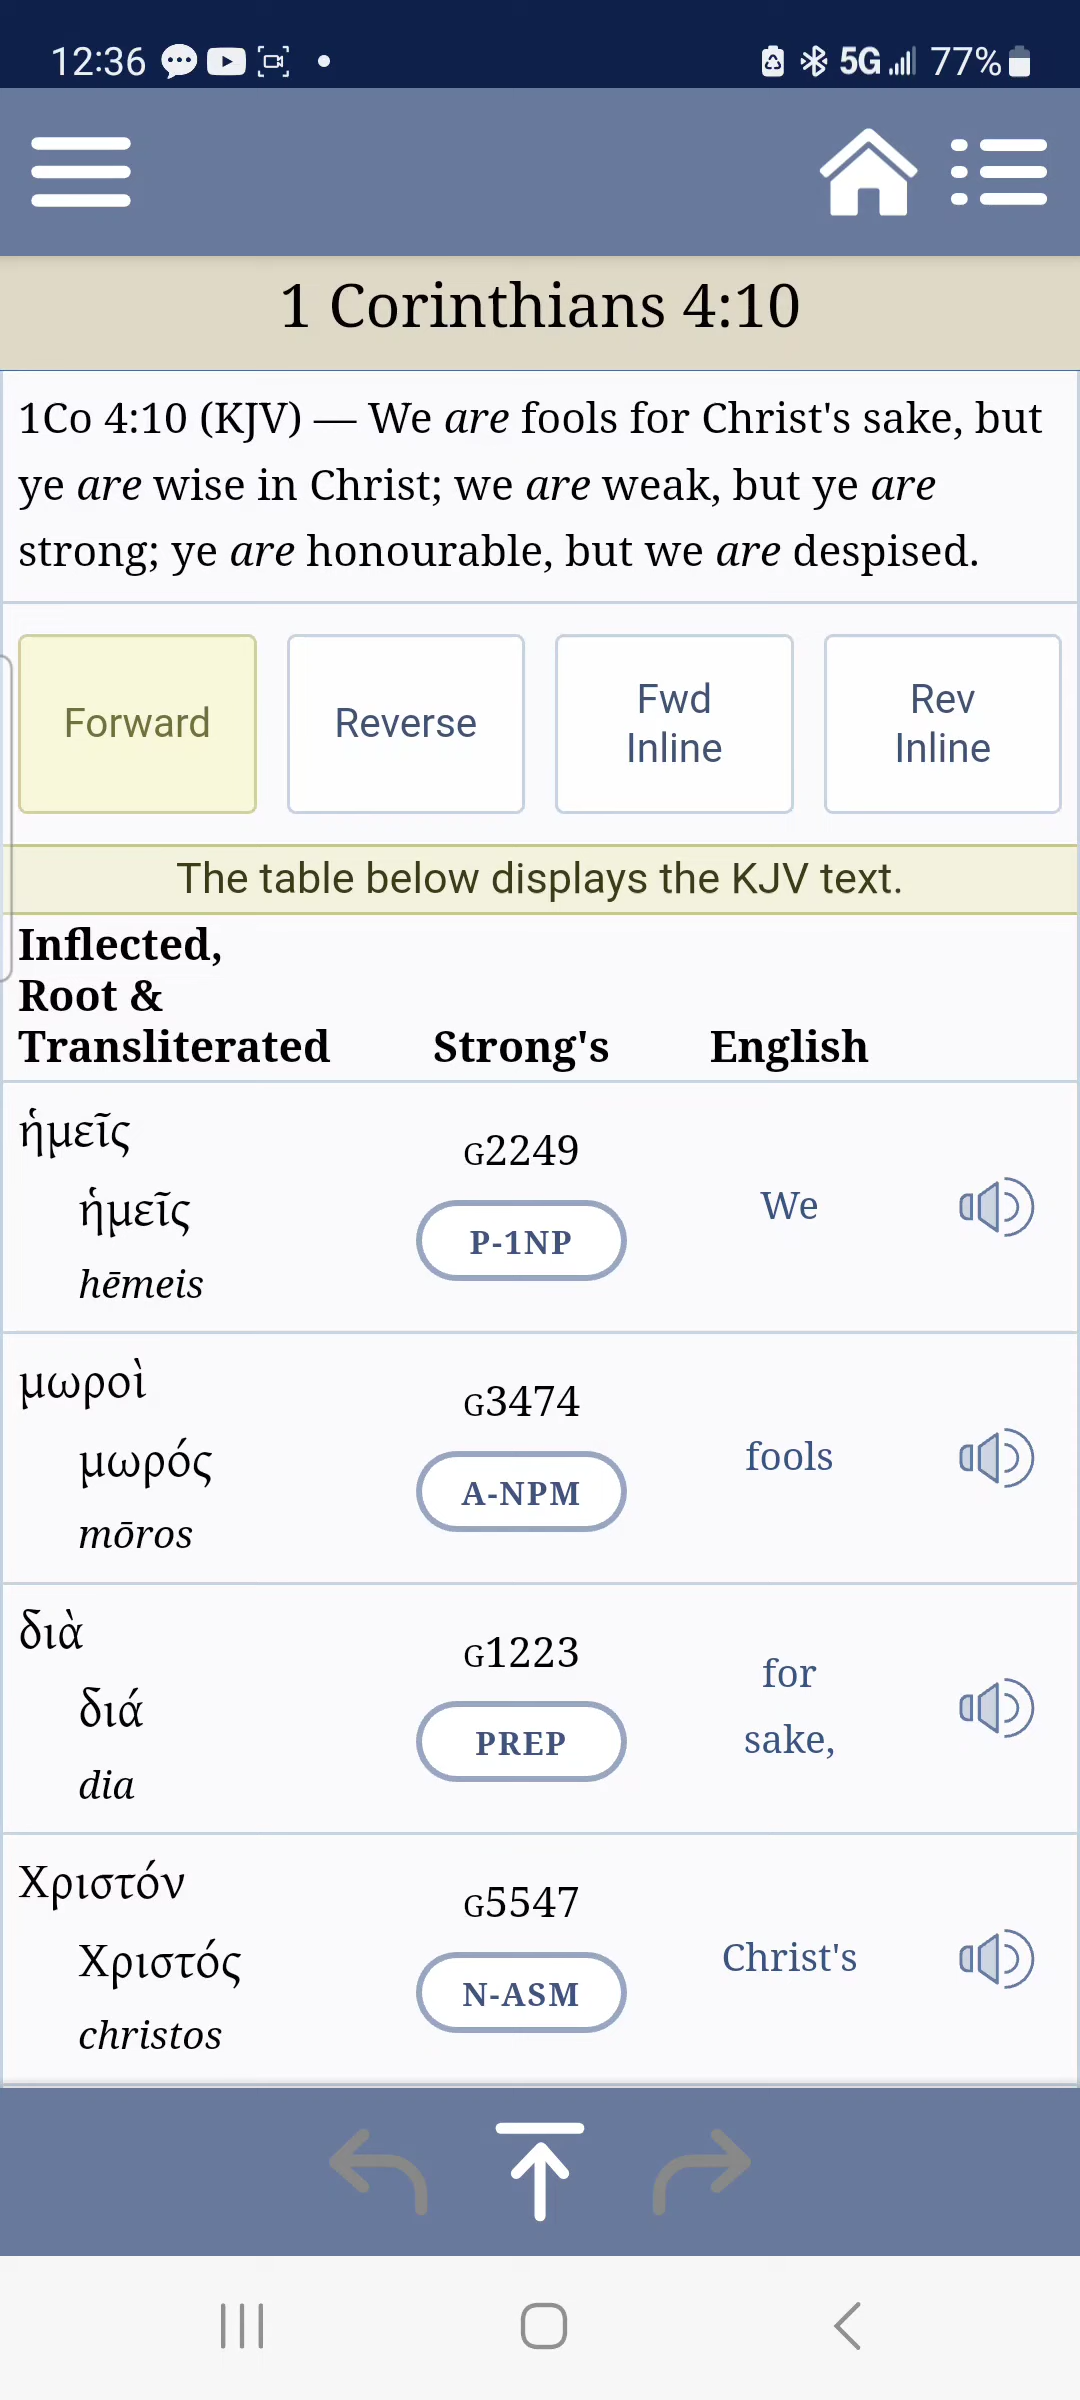 12:36
5G 77%
1 Corinthians 4:10
1Co 4:10 (KJV) — We are fools for Christ's sake, but
ye are wise in Christ; we are weak, but ye are
strong; ye are honourable, but we are despised.
Forward
Reverse
Fwd
Inline
Rev
Inline
The table below displays the KJV text.
Inflected,
Root &
Transliterated Strong's English
ἡμεῖς
ἡμεῖς
hēmeis
G2249
P-1NP
We
μωροὶ
μωρός
mōros
G3474
A-NPM
fools
διὰ
διά
dia
G1223
PREP
for
sake,
Χριστόν
Χριστός
christos
G5547
N-ASM
Christ's